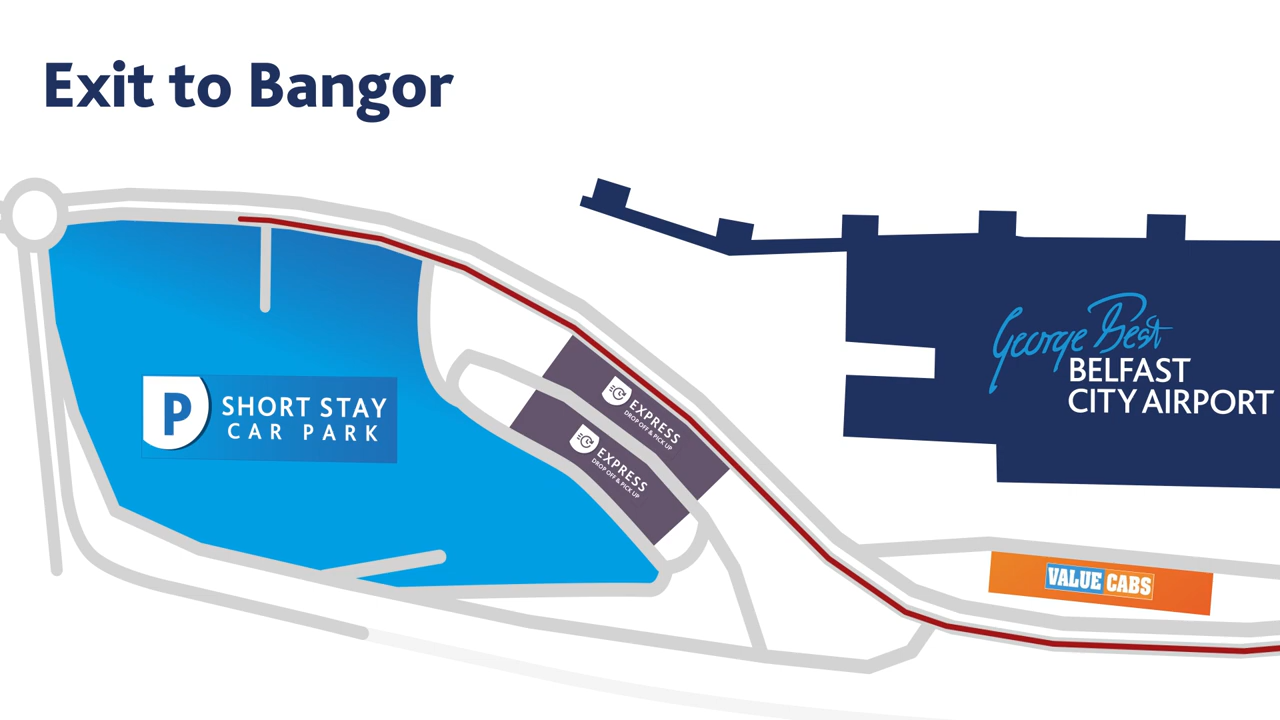 Exit to Bangor
George Best
BELFAST
CITY AIRPORT
P
SHORT STAY
CAR PARK
EXPRESS
DROP OFF & PICK UP
EXPRESS
DROP OFF & PICK UP
VALUE CABS